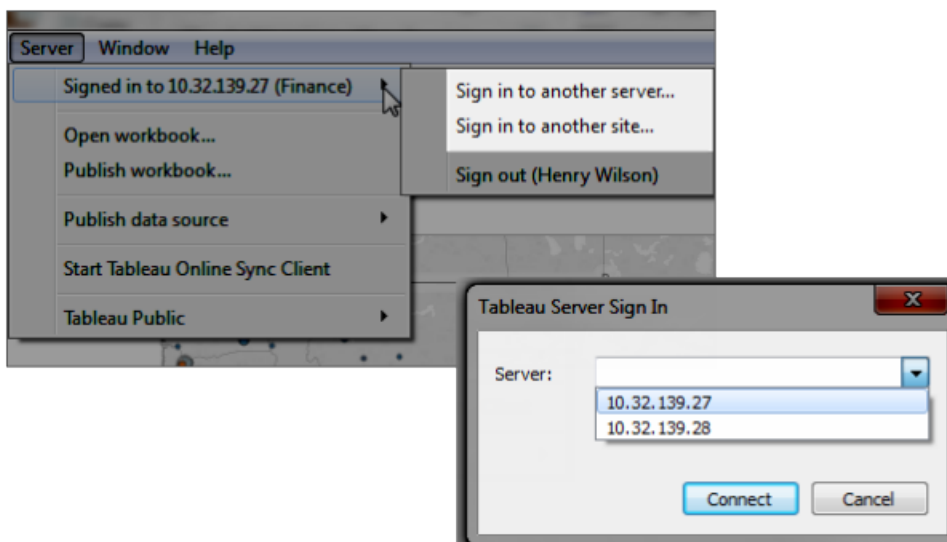 Server Window Help
Signed in to 10.32.139.27 (Finance)
Sign in to another server...
Sign in to another site...
Open workbook...
Publish workbook...
Sign out (Henry Wilson)
Publish data source
Start Tableau Online Sync Client
Tableau Public
Tableau Server Sign In
Server:
10.32.139.27
10.32.139.28
Connect Cancel